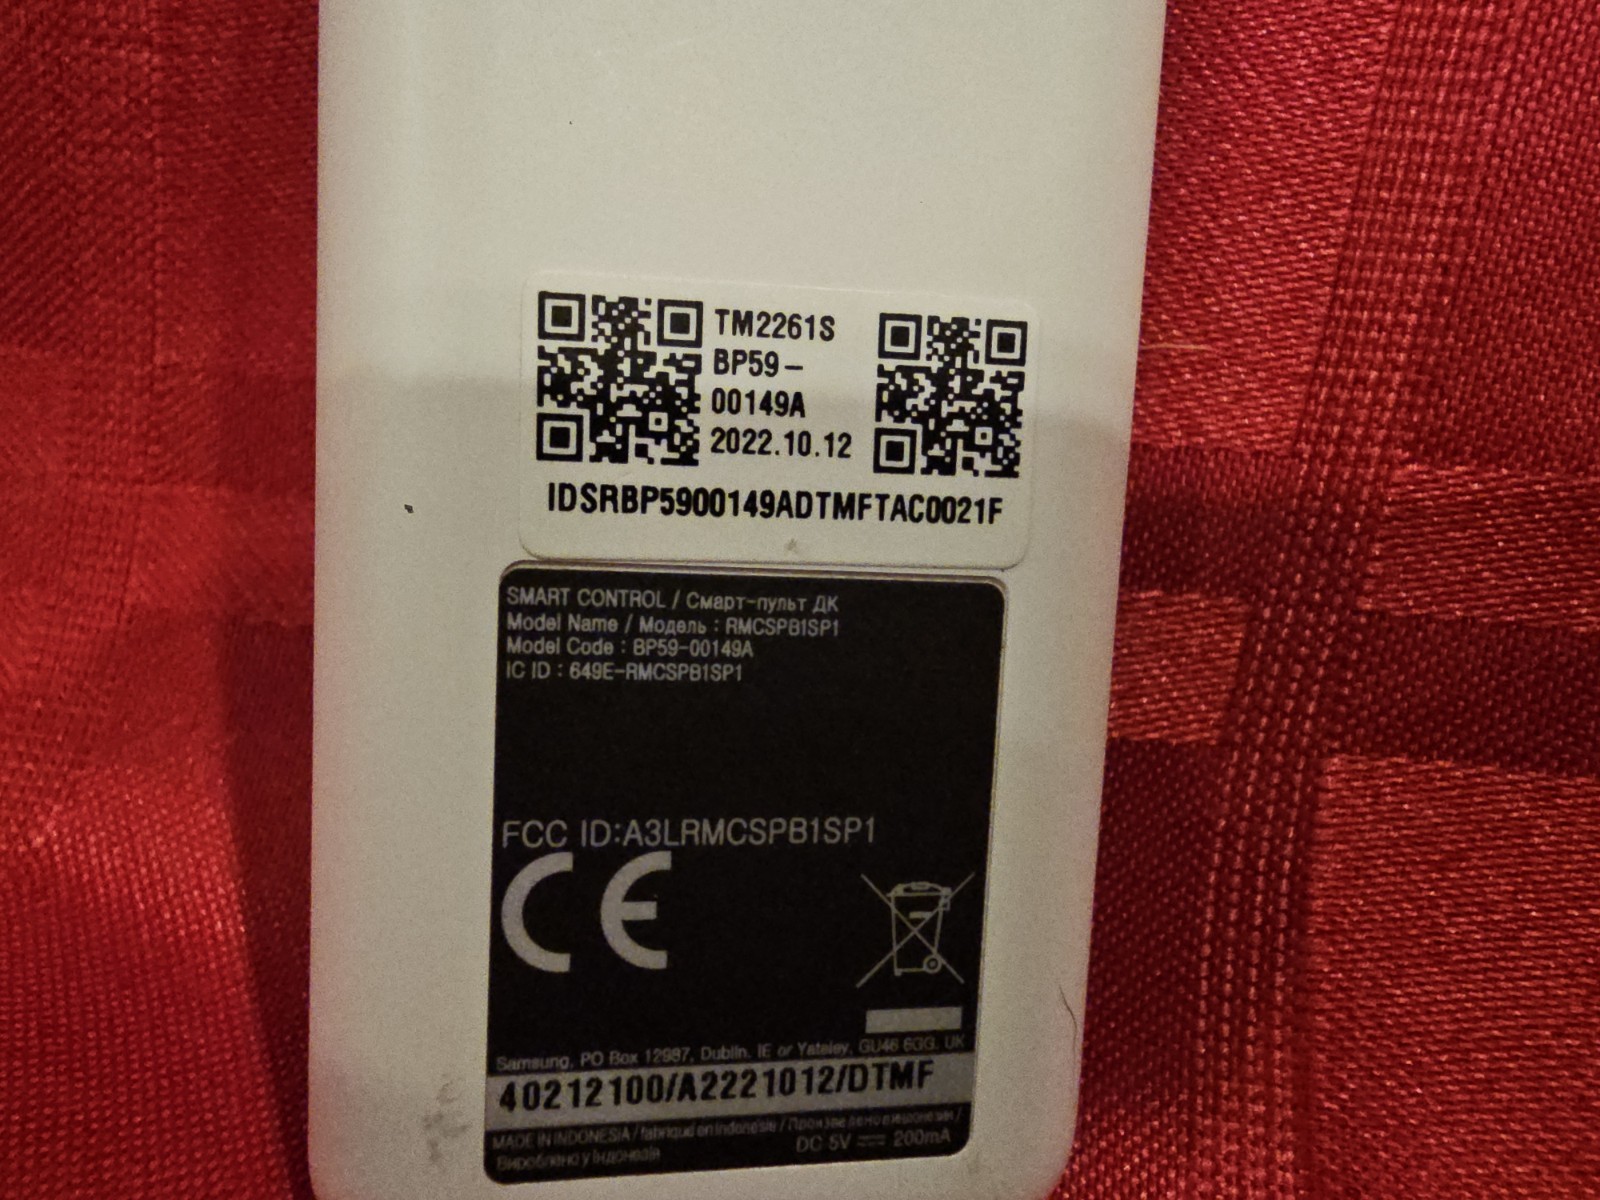 TM2261S
BP59-
00149A
2022.10.12
IDSRBP5900149ADTMFTAC0021F
SMART CONTROL / Смарт-пульт ДК
Model Name / Модель : RMCSPB1SP1
Model Code : BP59-00149A
IC ID : 649E-RMCSPB1SP1
FCC ID:A3LRMCSPB1SP1
CE
Samsung, PO Box 12987, Dublin. IE or Yateley, GU46 6GG. UK
40212100/A2221012/DTMF
MADE IN INDONESIA / fabriqué en Indonésie /
Вироблено у Індонезія
DC 5V 200mA